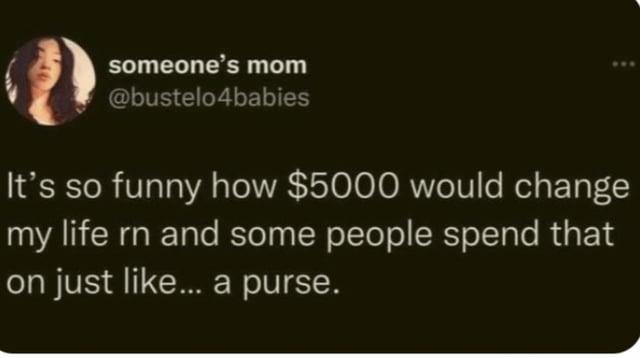 someone's mom
@bustelo4babies
It's so funny how $5000 would change
my life rn and some people spend that
on just like... a purse.